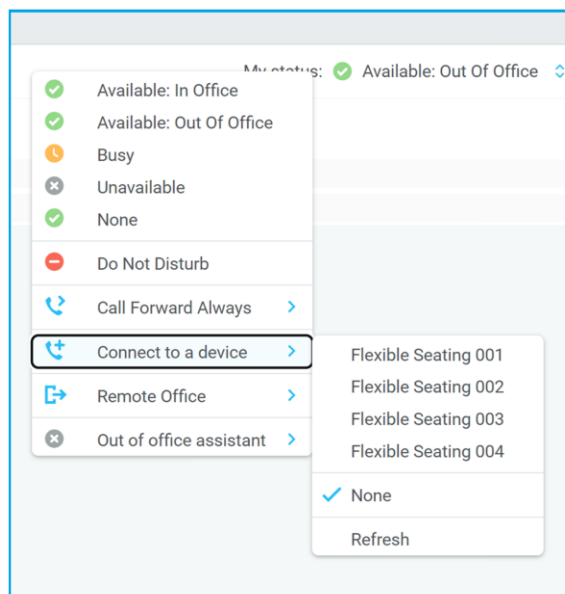 My status: Available: Out Of Office
Available: In Office
Available: Out Of Office
Busy
Unavailable
None
Do Not Disturb
Call Forward Always
Connect to a device
Remote Office
Out of office assistant
Flexible Seating 001
Flexible Seating 002
Flexible Seating 003
Flexible Seating 004
None
Refresh